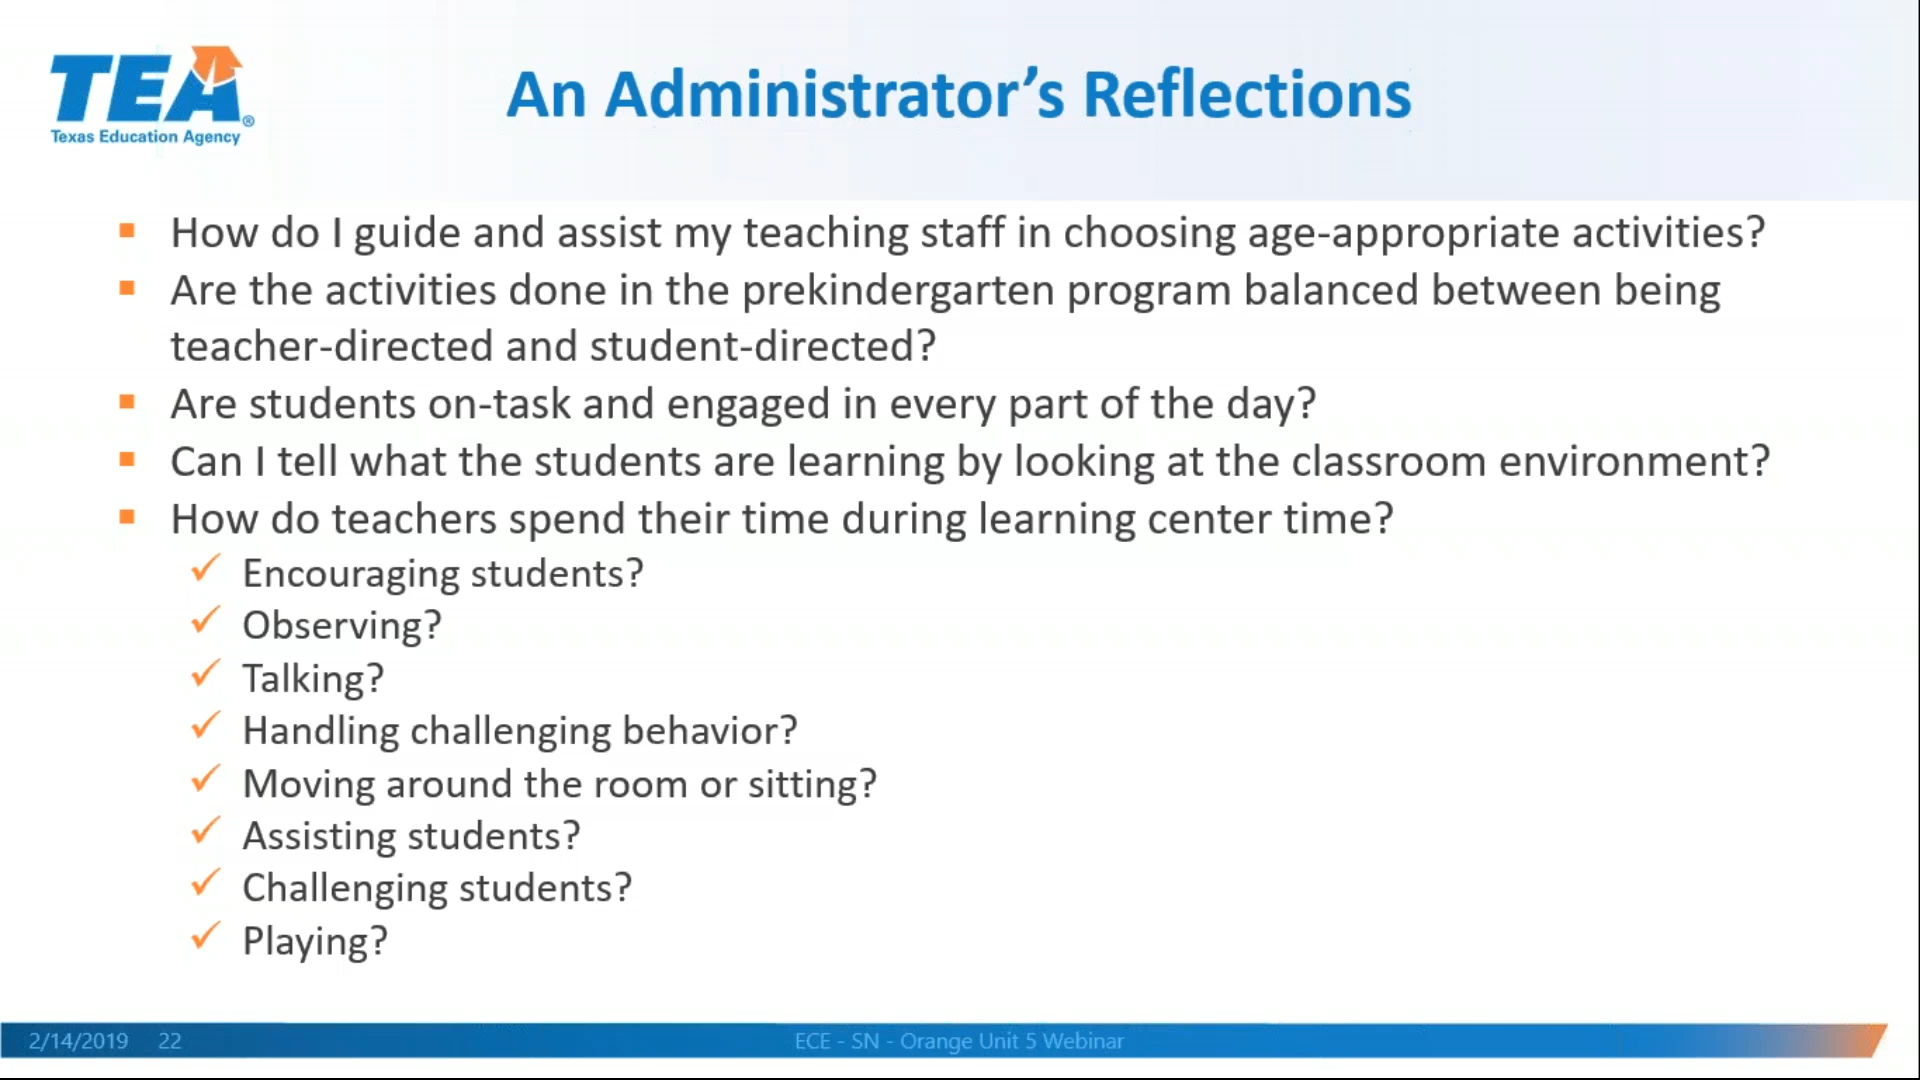 TEA®
Texas Education Agency
An Administrator’s Reflections
How do I guide and assist my teaching staff in choosing age-appropriate activities?
Are the activities done in the prekindergarten program balanced between being
teacher-directed and student-directed?
Are students on-task and engaged in every part of the day?
Can I tell what the students are learning by looking at the classroom environment?
How do teachers spend their time during learning center time?
Encouraging students?
Observing?
Talking?
Handling challenging behavior?
Moving around the room or sitting?
Assisting students?
Challenging students?
Playing?
2/14/2019 22 ECE - SN - Orange Unit 5 Webinar